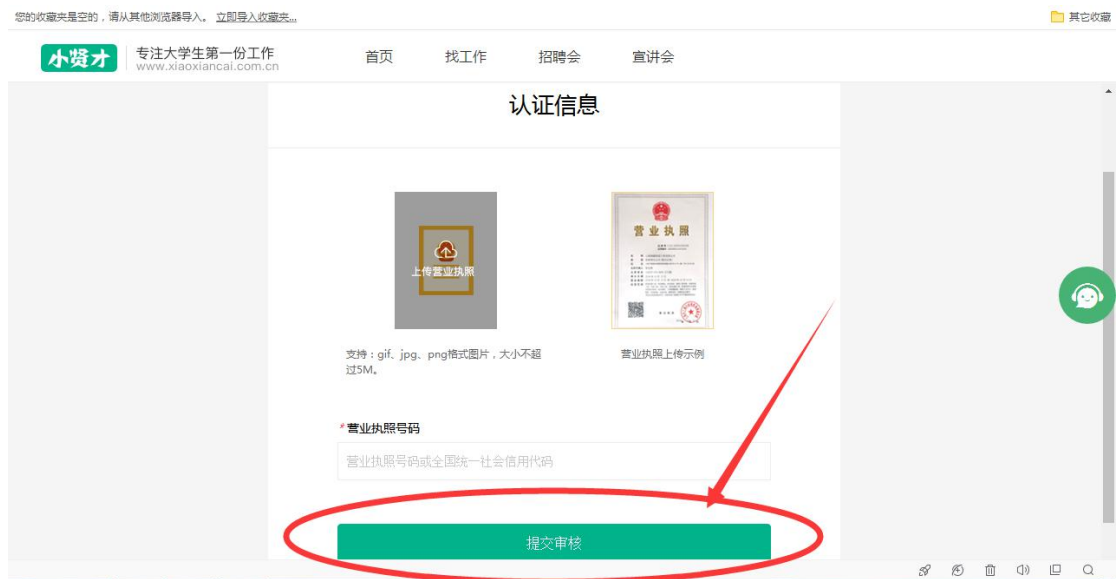 您的收藏夹是空的，请从其他浏览器导入。 立即导入收藏夹...
其它收藏
小贤才
专注大学生第一份工作
www.xiaoxiancai.com.cn
首页 找工作 招聘会 宣讲会
认证信息
上传营业执照
营业执照
支持：gif、jpg、png格式图片，大小不超
过5M。
营业执照上传示例
*营业执照号码
营业执照号码或全国统一社会信用代码
提交审核